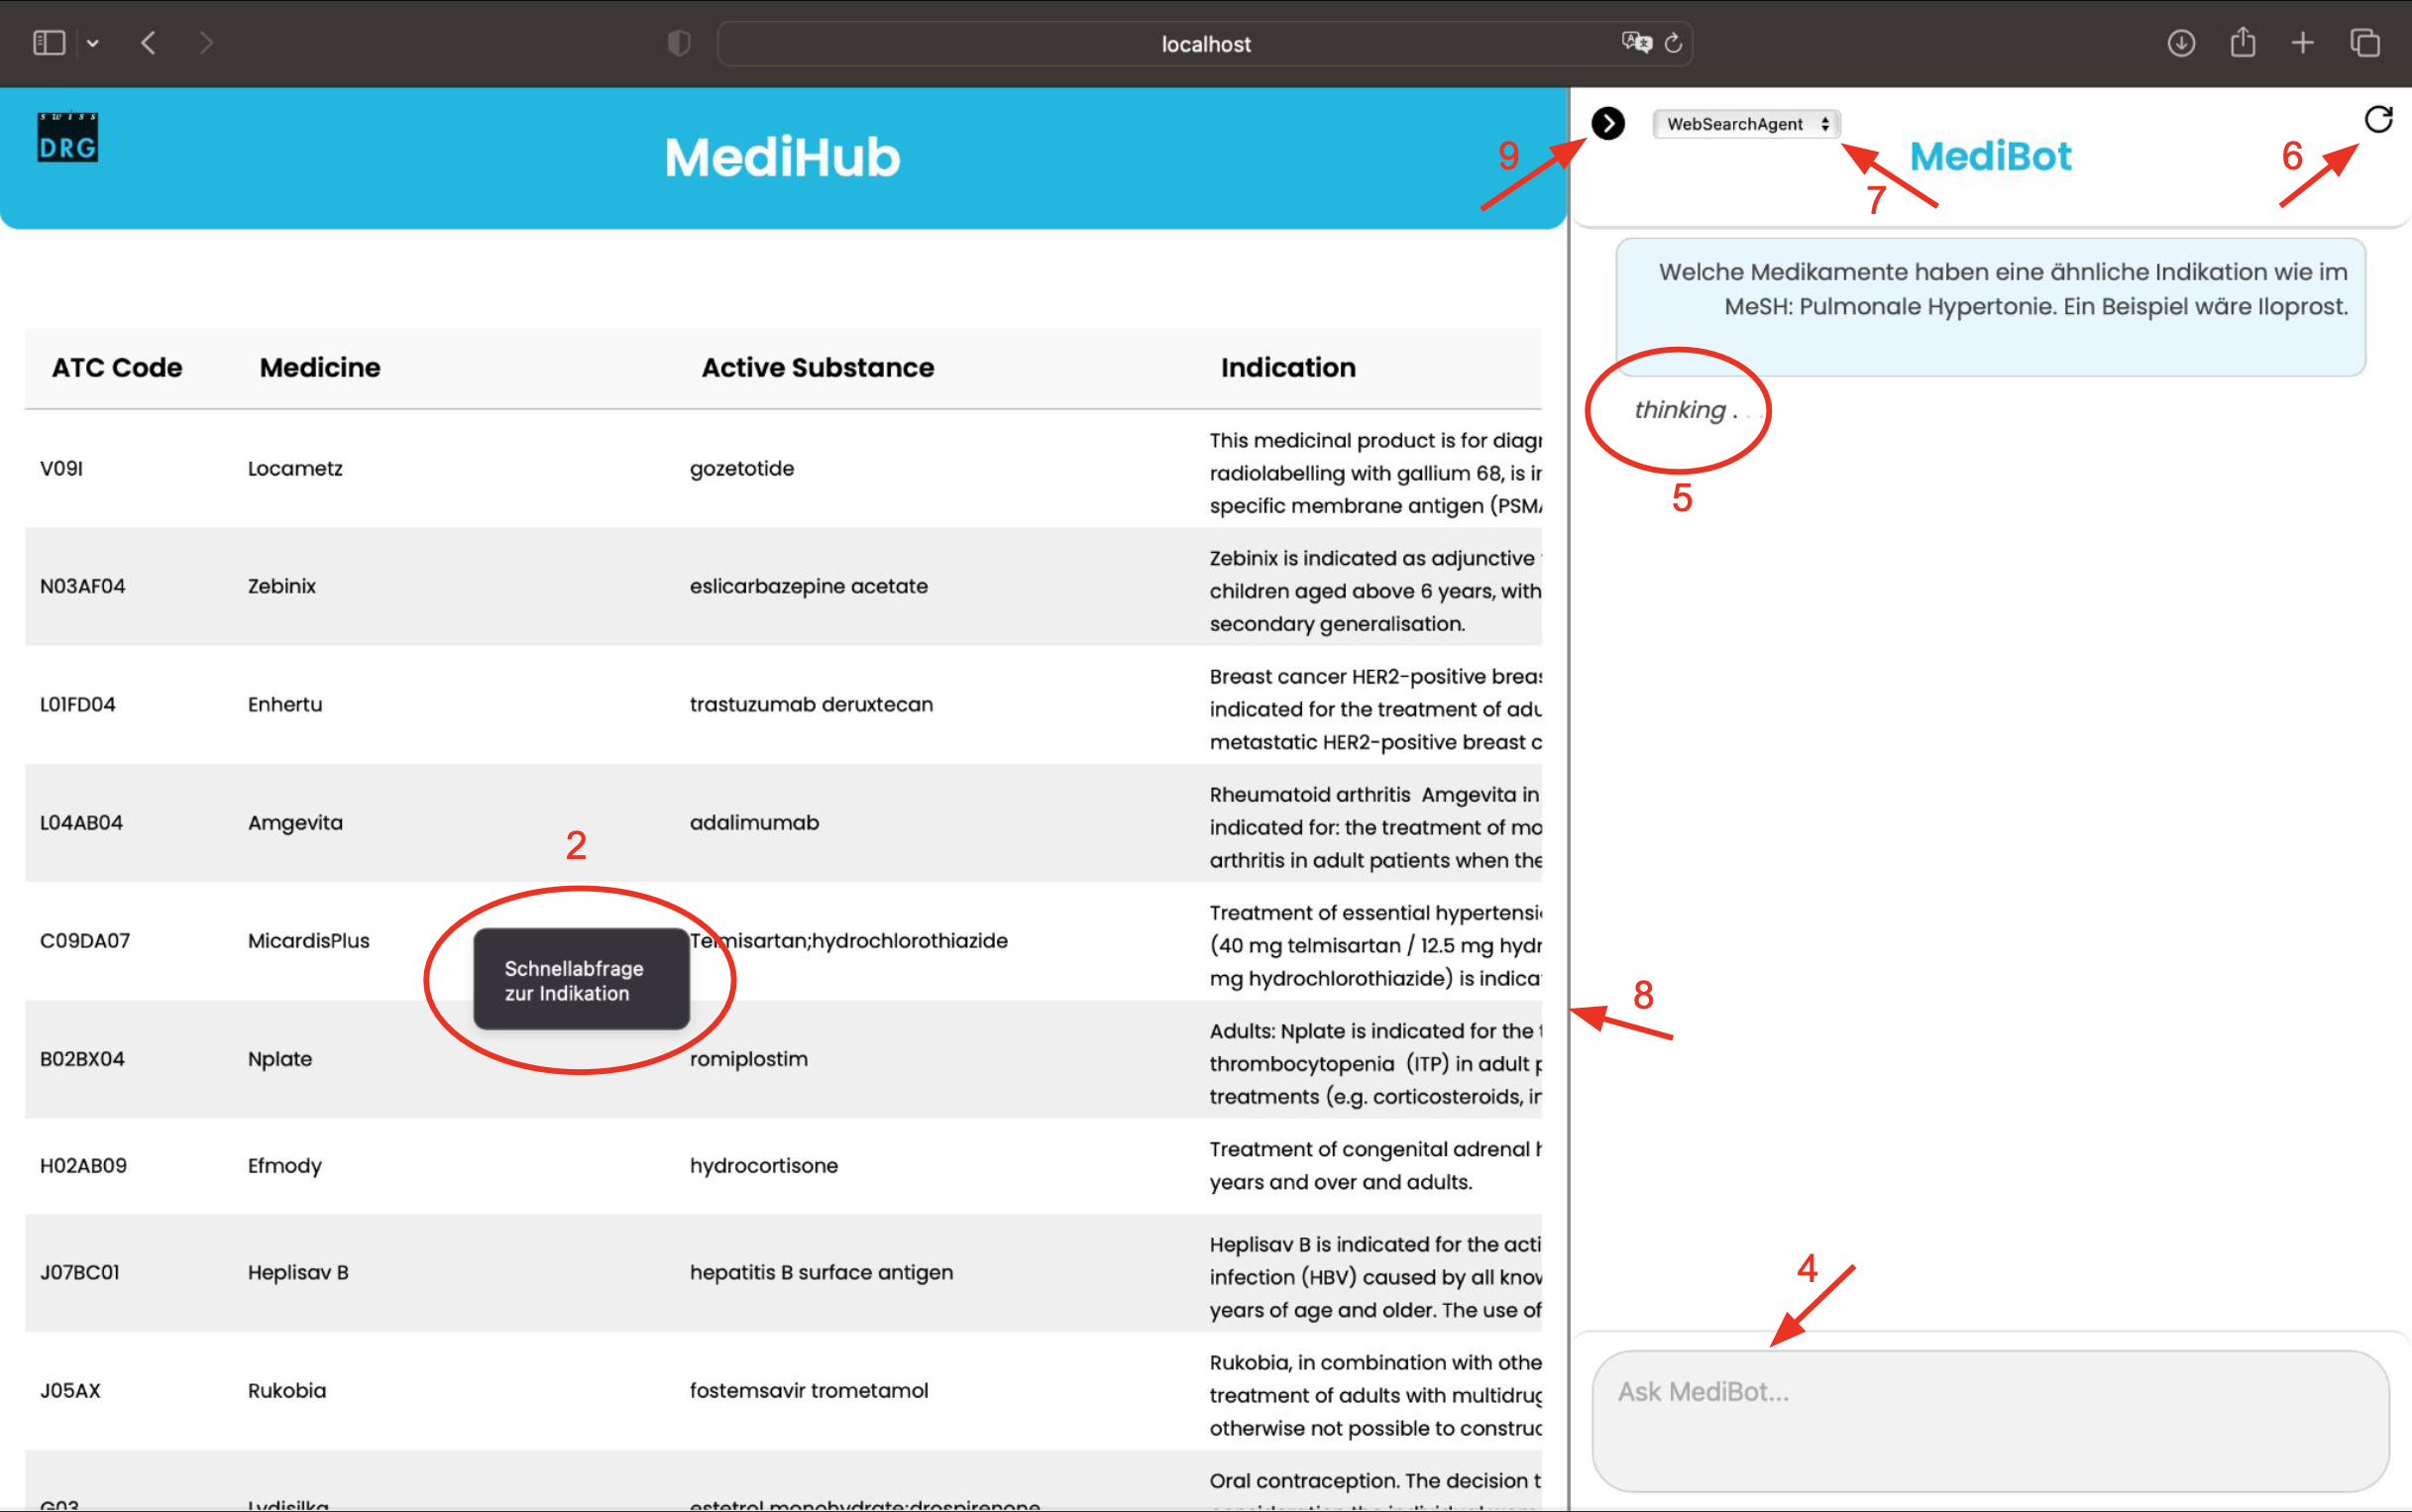 localhost
swiss
DRG
MediHub
ATC Code Medicine Active Substance Indication
V09I Locametz gozetotide
This medicinal product is for diagr
radiolabelling with gallium 68, is ir
specific membrane antigen (PSMA
N03AF04 Zebinix eslicarbazepine acetate
Zebinix is indicated as adjunctive
children aged above 6 years, with
secondary generalisation.
L01FD04 Enhertu trastuzumab deruxtecan
Breast cancer HER2-positive breas
indicated for the treatment of adu
metastatic HER2-positive breast c
L04AB04 Amgevita adalimumab
Rheumatoid arthritis Amgevita in
indicated for: the treatment of mo
arthritis in adult patients when the
2
C09DA07 MicardisPlus Telmisartan;hydrochlorothiazide
Schnellabfrage
zur Indikation
Treatment of essential hypertensi
(40 mg telmisartan / 12.5 mg hydr
mg hydrochlorothiazide) is indica
B02BX04 Nplate romiplostim
Adults: Nplate is indicated for the t
thrombocytopenia (ITP) in adult p
treatments (e.g. corticosteroids, ir
H02AB09 Efmody hydrocortisone
Treatment of congenital adrenal h
years and over and adults.
J07BC01 Heplisav B hepatitis B surface antigen
Heplisav B is indicated for the acti
infection (HBV) caused by all know
years of age and older. The use of
J05AX Rukobia fostemsavir trometamol
Rukobia, in combination with othe
treatment of adults with multidrug
otherwise not possible to construc
G03 Lydisilka estetrol monohydrate;drospirenone
Oral contraception. The decision t
9
WebSearchAgent
7
MediBot
6
Welche Medikamente haben eine ähnliche Indikation wie im
MeSH: Pulmonale Hypertonie. Ein Beispiel wäre Iloprost.
thinking . . .
5
8
4
Ask MediBot...